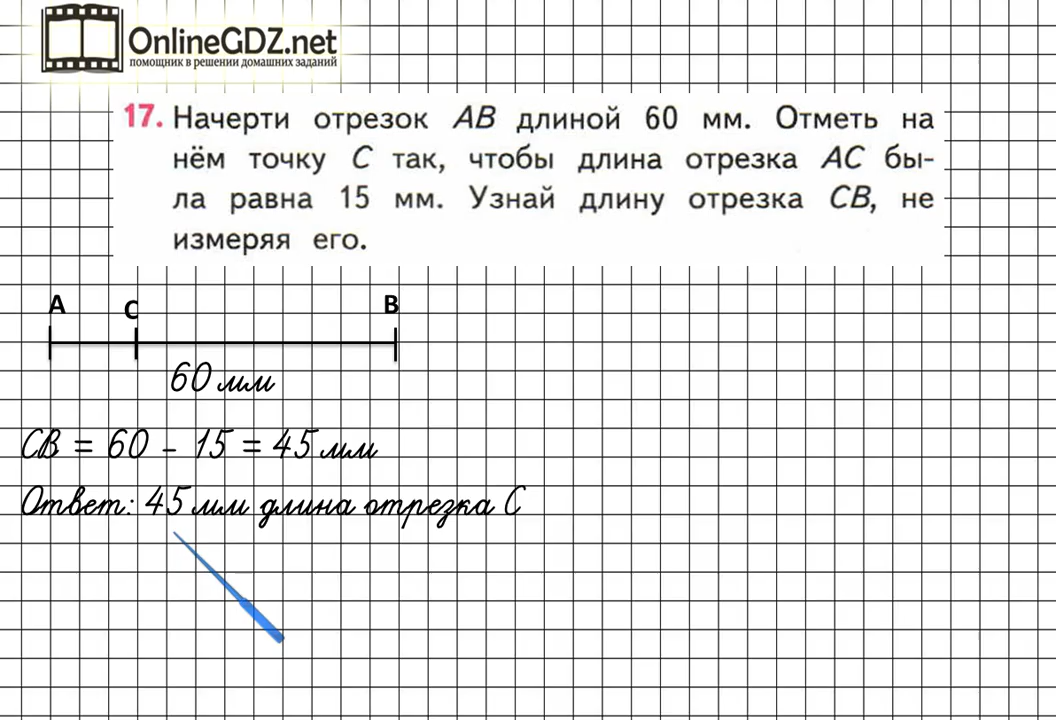 OnlineGDZ.net
помощник в решении домашних заданий
17. Начерти отрезок AB длиной 60 мм. Отметь на
нём точку C так, чтобы длина отрезка AC бы-
ла равна 15 мм. Узнай длину отрезка CB, не
измеряя его.
A C B
60 мм
CB = 60 - 15 = 45 мм
Ответ: 45 мм длина отрезка C